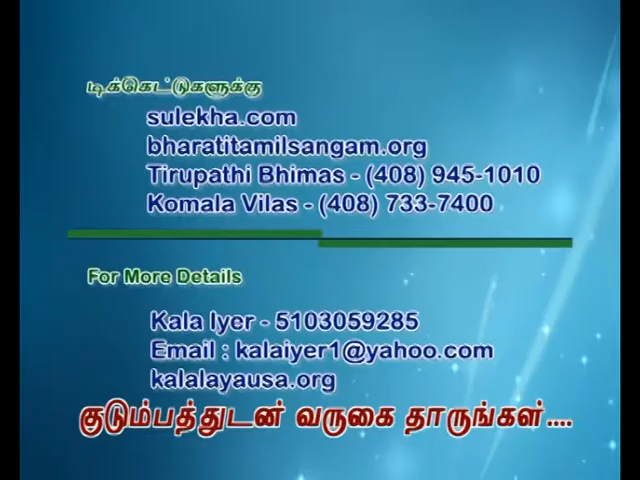 டிக்கெட்டுகளுக்கு
sulekha.com
bharatitamilsangam.org
Tirupathi Bhimas - (408) 945-1010
Komala Vilas - (408) 733-7400
For More Details
Kala Iyer - 5103059285
Email : kalaiyer1@yahoo.com
kalalayausa.org
குடும்பத்துடன் வருகை தாருங்கள்....